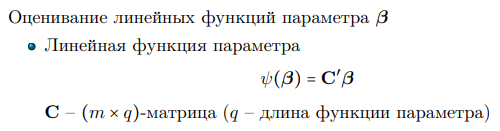 Оценивание линейных функций параметра β
Линейная функция параметра
ψ(β) = C′β
C – (m × q)-матрица (q – длина функции параметра)